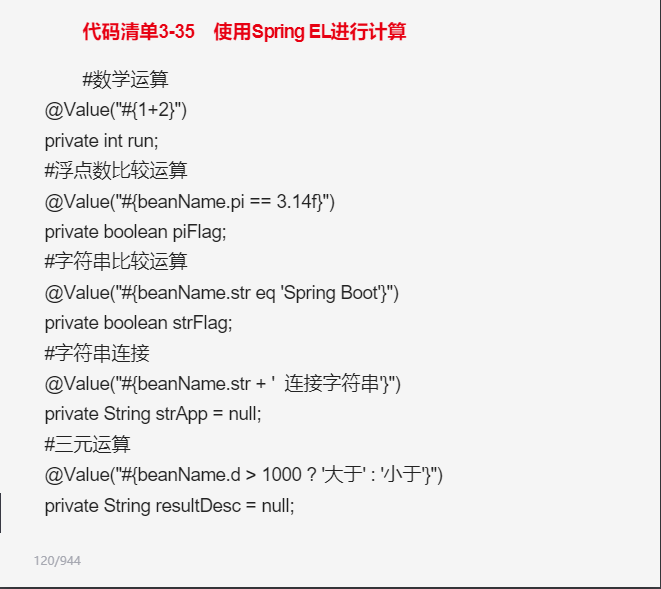 代码清单3-35　使用Spring EL进行计算
#数学运算
@Value("#{1+2}")
private int run;
#浮点数比较运算
@Value("#{beanName.pi == 3.14f}")
private boolean piFlag;
#字符串比较运算
@Value("#{beanName.str eq 'Spring Boot'}")
private boolean strFlag;
#字符串连接
@Value("#{beanName.str + '  连接字符串'}")
private String strApp = null;
#三元运算
@Value("#{beanName.d > 1000 ? '大于' : '小于'}")
private String resultDesc = null;
120/944